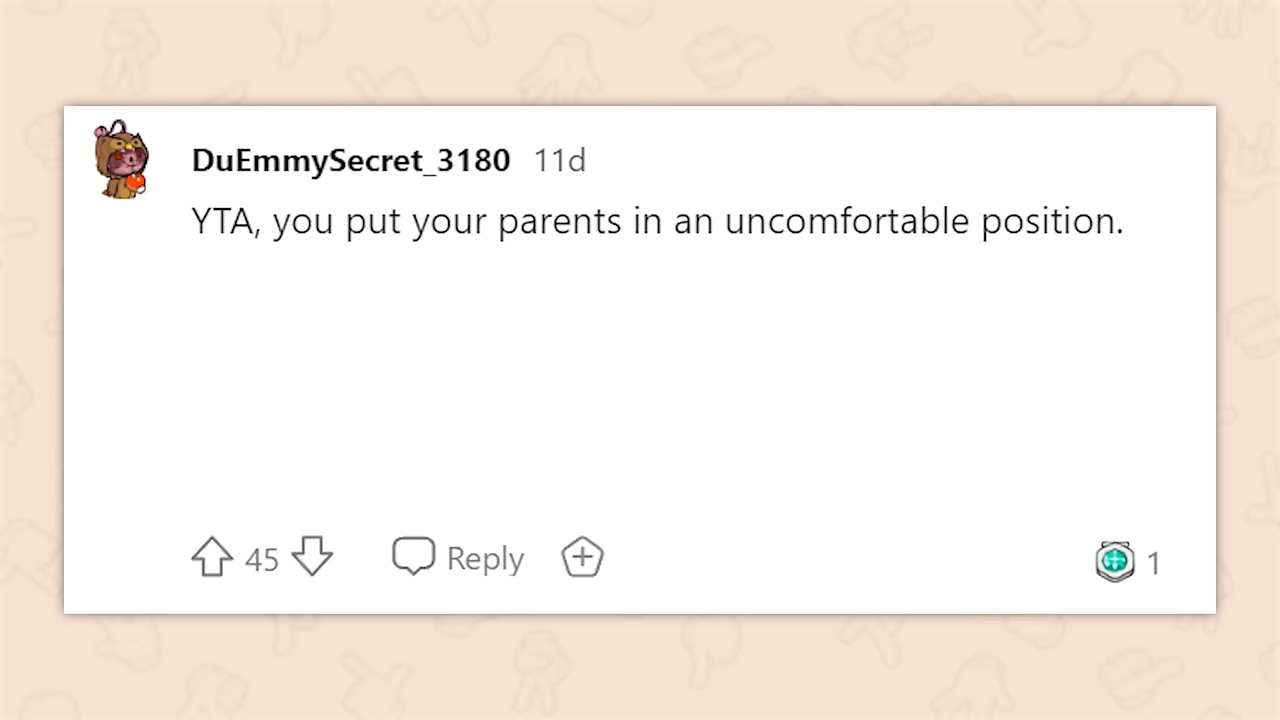 DuEmmySecret_3180 11d
YTA, you put your parents in an uncomfortable position.
45 Reply 1